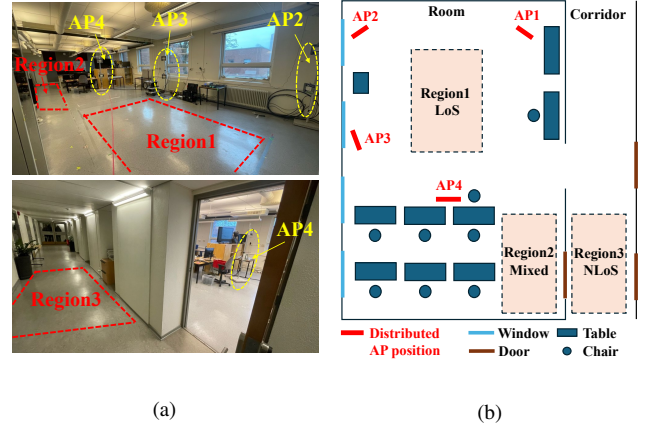 AP4
AP3
AP2
Region2
Region1
AP4
Region3
(a)
Room
Corridor
AP2
AP1
Region1
LoS
AP3
AP4
Region2
Mixed
Region3
NLoS
Distributed
AP position
Window
Door
Table
Chair
(b)